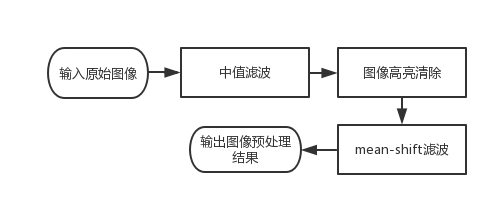 输入原始图像
中值滤波
图像高亮清除
mean-shift滤波
输出图像预处理
结果